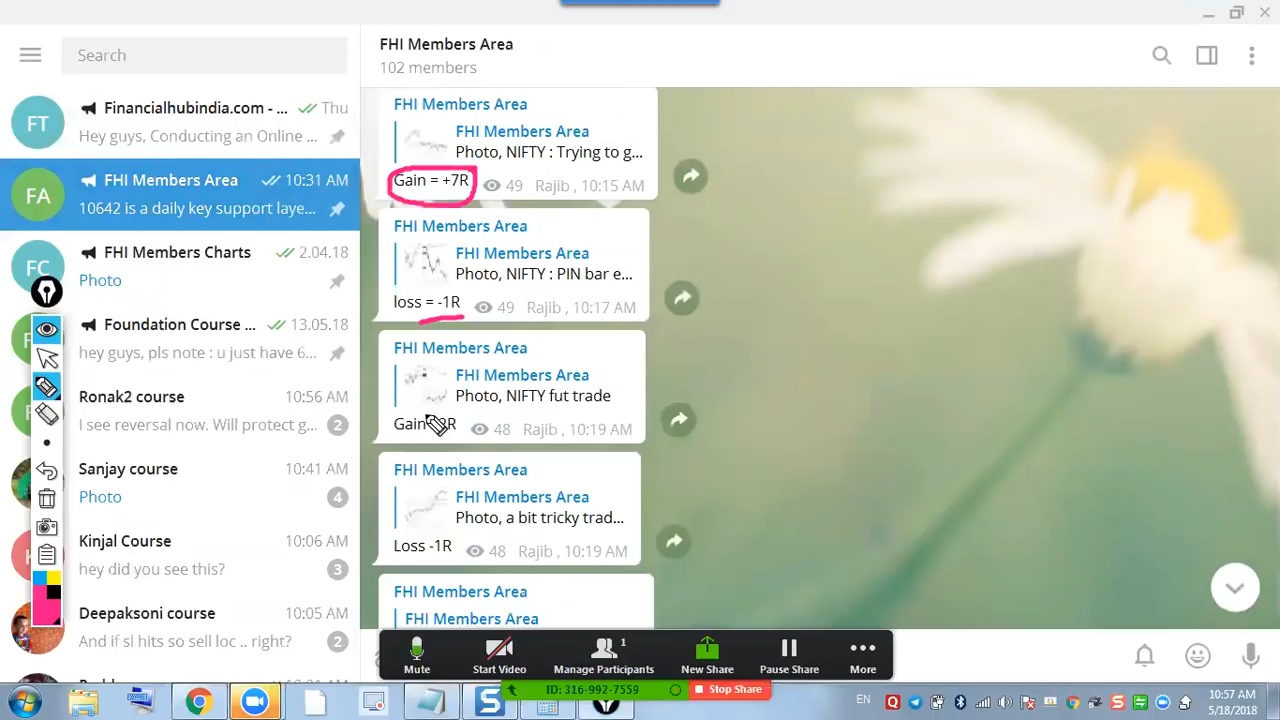 Search
Financialhubindia.com - ... Thu
Hey guys, Conducting an Online ...
FT
FHI Members Area 10:31 AM
10642 is a daily key support laye...
FA
FHI Members Charts 2.04.18
Photo
FC
Foundation Course ... 13.05.18
hey guys, pls note : u just have 6...
Ronak2 course 10:56 AM
I see reversal now. Will protect g... 2
Sanjay course 10:41 AM
Photo 4
Kinjal Course 10:06 AM
hey did you see this? 3
Deepaksoni course 10:05 AM
And if sl hits so sell loc .. right? 2
FHI Members Area
102 members
FHI Members Area
FHI Members Area
Photo, NIFTY : Trying to g...
Gain = +7R 49 Rajib , 10:15 AM
FHI Members Area
FHI Members Area
Photo, NIFTY : PIN bar e...
loss = -1R 49 Rajib , 10:17 AM
FHI Members Area
FHI Members Area
Photo, NIFTY fut trade
Gain 48 Rajib , 10:19 AM
FHI Members Area
FHI Members Area
Photo, a bit tricky trad...
Loss -1R 48 Rajib , 10:19 AM
FHI Members Area
FHI Members Area
1
Mute Start Video Manage Participants New Share Pause Share More
ID: 316-992-7559 Stop Share
EN
10:57 AM
5/18/2018